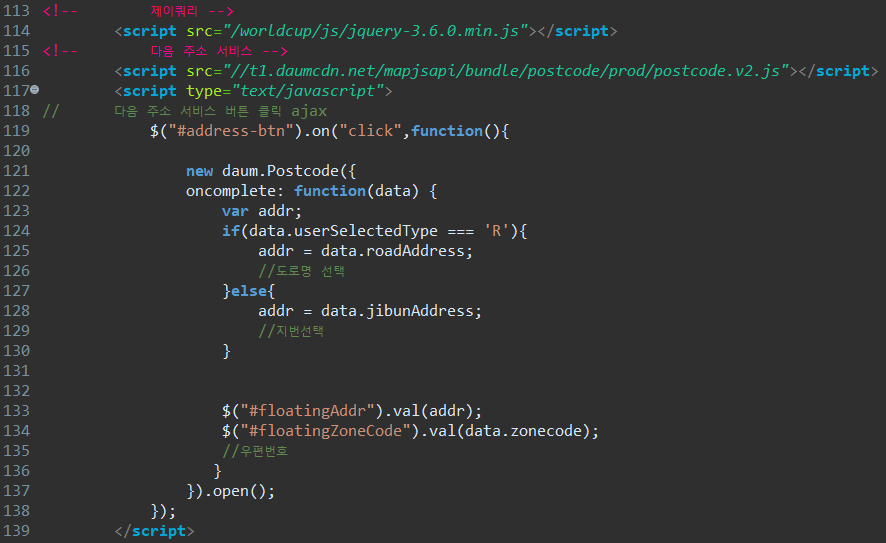 113 <!-- 제이쿼리 -->
114 <script src="/worldcup/js/jquery-3.6.0.min.js"></script>
115 <!-- 다음 주소 서비스 -->
116 <script src="//t1.daumcdn.net/mapjsapi/bundle/postcode/prod/postcode.v2.js"></script>
117 <script type="text/javascript">
118 // 다음 주소 서비스 버튼 클릭 ajax
119 $("#address-btn").on("click",function(){
120
121 new daum.Postcode({
122 oncomplete: function(data) {
123 var addr;
124 if(data.userSelectedType === 'R'){
125 addr = data.roadAddress;
126 //도로명 선택
127 }else{
128 addr = data.jibunAddress;
129 //지번선택
130 }
131
132
133 $("#floatingAddr").val(addr);
134 $("#floatingZoneCode").val(data.zonecode);
135 //우편번호
136 }
137 }).open();
138 });
139 </script>